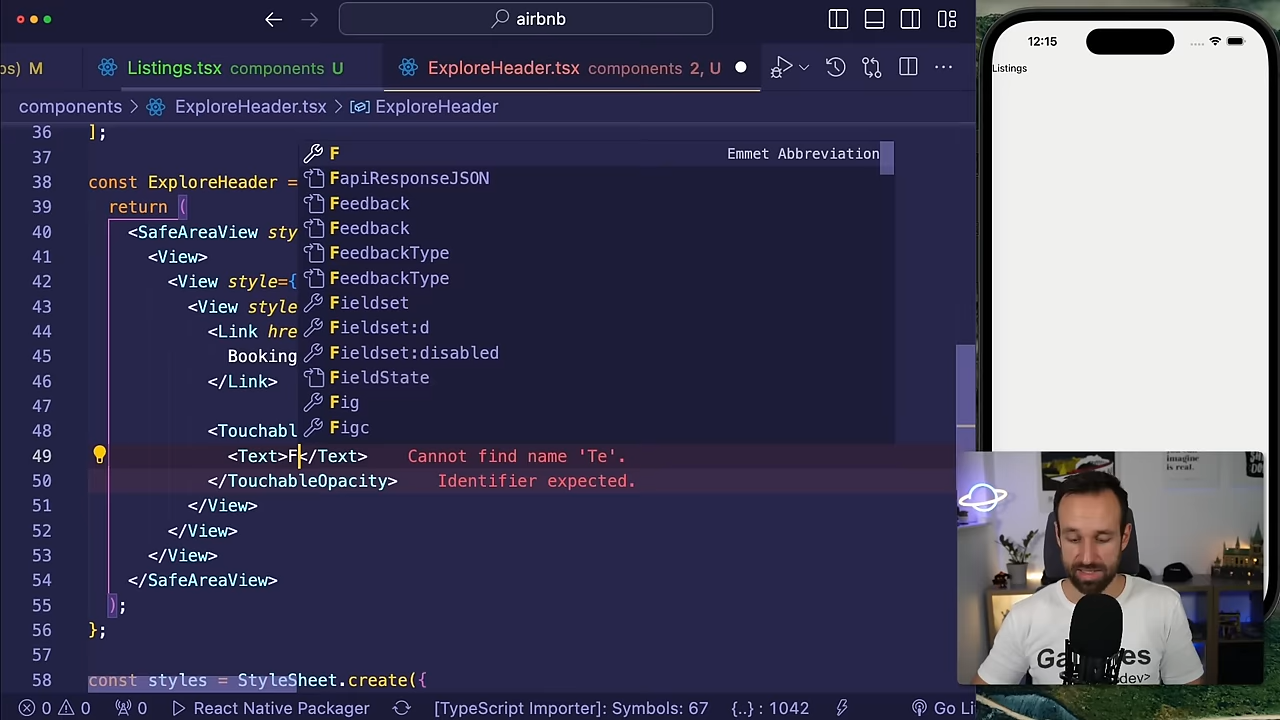 airbnb
os) M
Listings.tsx components U
ExploreHeader.tsx components 2, U
components > ExploreHeader.tsx > ExploreHeader
36 ];
37
38 const ExploreHeader =
39 return (
40 <SafeAreaView sty
41 <View>
42 <View style={
43 <View style
44 <Link hre
45 Booking
46 </Link>
47
48 <Touchabl
49 <Text>F</Text> Cannot find name 'Te'.
50 </TouchableOpacity> Identifier expected.
51 </View>
52 </View>
53 </View>
54 </SafeAreaView>
55 );
56 };
57
58 const styles = StyleSheet.create({
F Emmet Abbreviation
FapiResponseJSON
Feedback
Feedback
FeedbackType
FeedbackType
Fieldset
Fieldset:d
Fieldset:disabled
FieldState
Fig
Figc
0 0 0 React Native Packager [TypeScript Importer]: Symbols: 67 {..} : 1042 Go Li
12:15
Listings
imagine
is real.